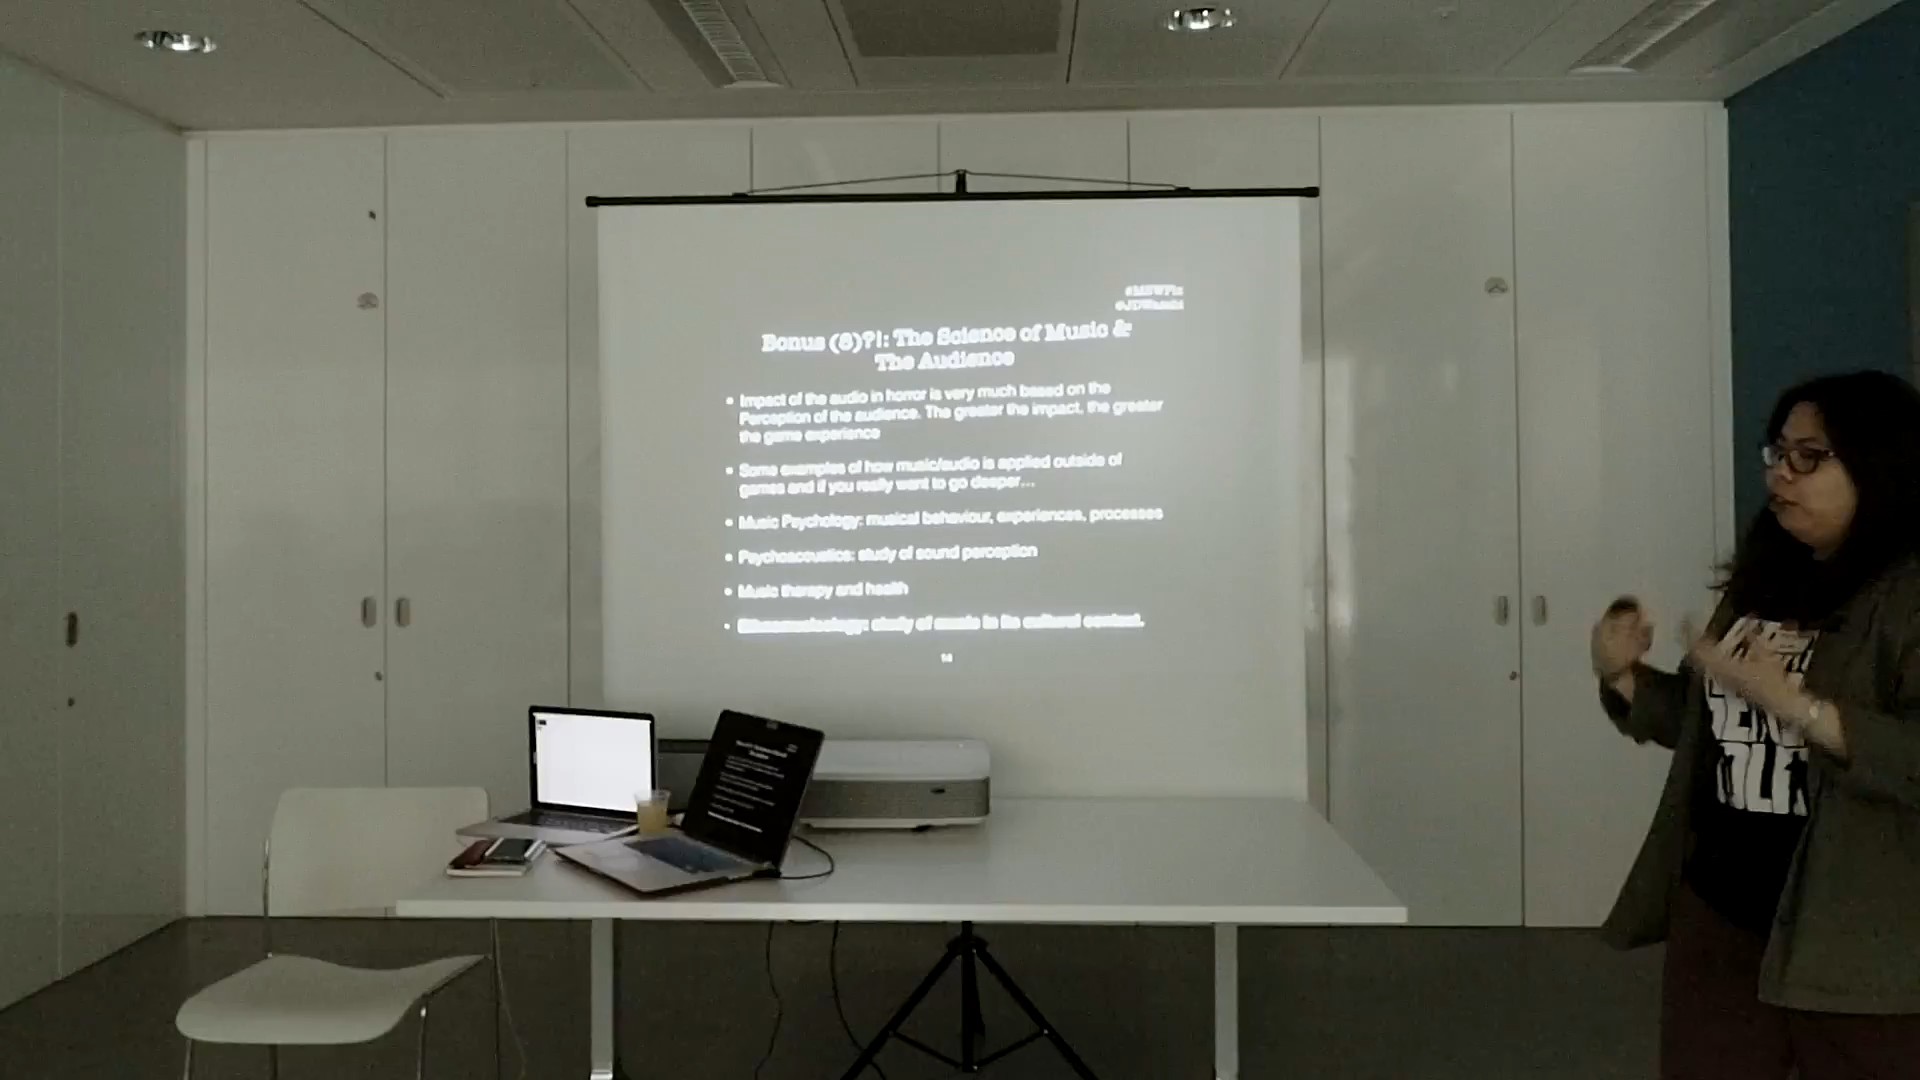 #MSWPlz
Bonus (8)?!: The Science of Music &
The Audience
• Impact of the audio in horror is very much based on the
Perception of the audience. The greater the impact, the greater
the game experience
• Some examples of how music/audio is applied outside of
games and if you really want to go deeper...
• Music Psychology: musical behaviour, experiences, processes
• Psychoacoustics: study of sound perception
• Music therapy and health
• Ethnomusicology: study of music in its cultural context.